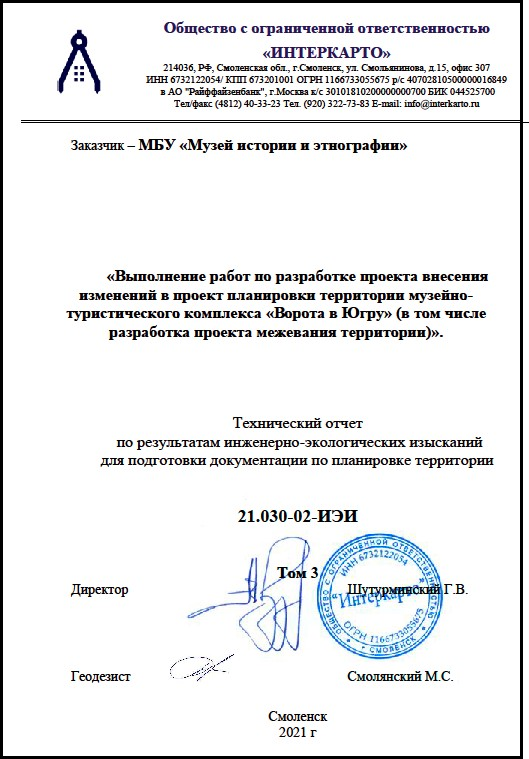 Общество с ограниченной ответственностью
«ИНТЕРКАРТО»
214036, РФ, Смоленская обл., г.Смоленск, ул. Смольянинова, д.15, офис 307
ИНН 6732122054/ КПП 673201001 ОГРН 1166733055675 р/с 40702810500000016849
в АО "Райффайзенбанк", г.Москва к/с 30101810200000000700 БИК 044525700
Тел/факс (4812) 40-33-23 Тел. (920) 322-73-83 E-mail: info@interkarto.ru
Заказчик – МБУ «Музей истории и этнографии»
«Выполнение работ по разработке проекта внесения
изменений в проект планировки территории музейно-
туристического комплекса «Ворота в Югру» (в том числе
разработка проекта межевания территории)».
Технический отчет
по результатам инженерно-экологических изысканий
для подготовки документации по планировке территории
21.030-02-ИЭИ
Том 3
Директор Шутурминский Г.В.
ОБЩЕСТВО С ОГРАНИЧЕННОЙ ОТВЕТСТВЕННОСТЬЮ
ИНН 6732122054
"Интеркарто"
ОГРН 1166733055675
СМОЛЕНСК
Геодезист Смолянский М.С.
Смоленск
2021 г